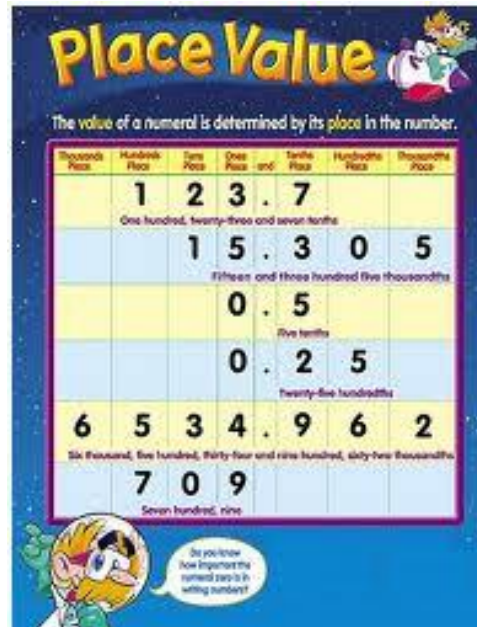 Place Value
The value of a numeral is determined by its place in the number.
Thousands Place Hundreds Place Tens Place Ones Place and Tenths Place Hundredths Place Thousandths Place
1 2 3 . 7
One hundred, twenty-three and seven tenths
1 5 . 3 0 5
Fifteen and three hundred five thousandths
0 . 5
Five tenths
0 . 2 5
Twenty-five hundredths
6 5 3 4 . 9 6 2
Six thousand, five hundred, thirty-four and nine hundred, sixty-two thousandths
7 0 9
Seven hundred, nine
Do you know
how important the
numeral zero is in
writing numbers?